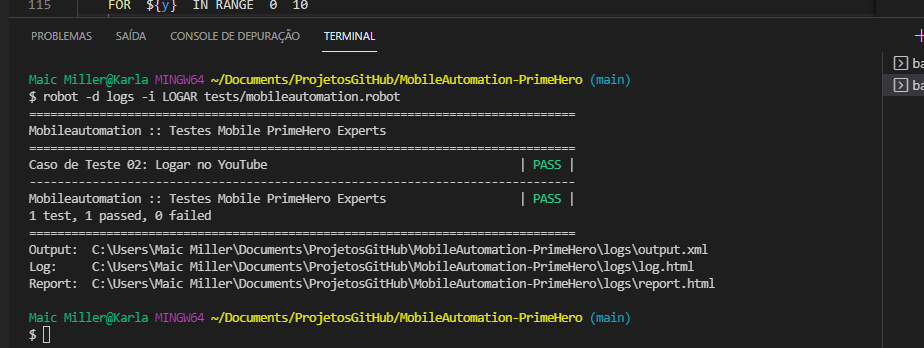 115 FOR ${y} IN RANGE 0 10
PROBLEMAS SAÍDA CONSOLE DE DEPURAÇÃO TERMINAL
Maic Miller@Karla MINGW64 ~/Documents/ProjetosGitHub/MobileAutomation-PrimeHero (main)
$ robot -d logs -i LOGAR tests/mobileautomation.robot
==============================================================================
Mobileautomation :: Testes Mobile PrimeHero Experts
==============================================================================
Caso de Teste 02: Logar no YouTube | PASS |
------------------------------------------------------------------------------
Mobileautomation :: Testes Mobile PrimeHero Experts | PASS |
1 test, 1 passed, 0 failed
==============================================================================
Output: C:\Users\Maic Miller\Documents\ProjetosGitHub\MobileAutomation-PrimeHero\logs\output.xml
Log: C:\Users\Maic Miller\Documents\ProjetosGitHub\MobileAutomation-PrimeHero\logs\log.html
Report: C:\Users\Maic Miller\Documents\ProjetosGitHub\MobileAutomation-PrimeHero\logs\report.html
Maic Miller@Karla MINGW64 ~/Documents/ProjetosGitHub/MobileAutomation-PrimeHero (main)
$
ba
ba